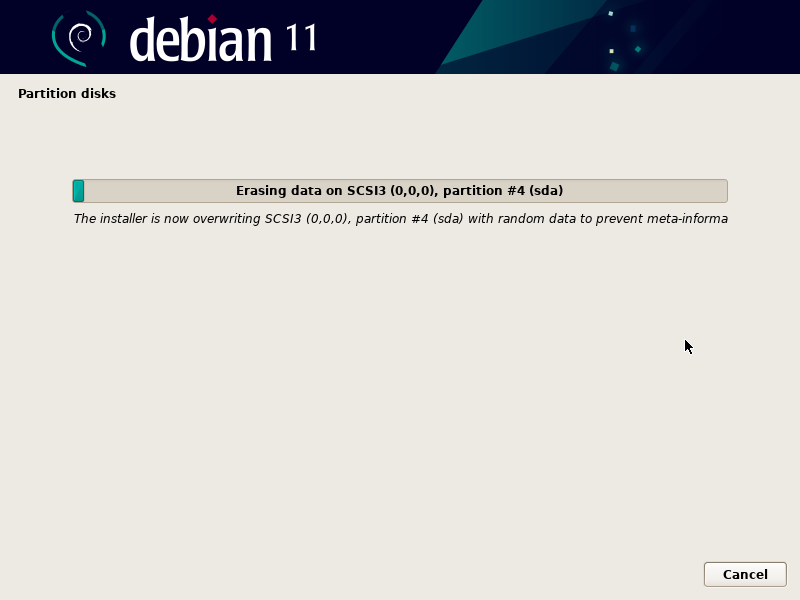 debian 11
Partition disks
Erasing data on SCSI3 (0,0,0), partition #4 (sda)
The installer is now overwriting SCSI3 (0,0,0), partition #4 (sda) with random data to prevent meta-informa
Cancel